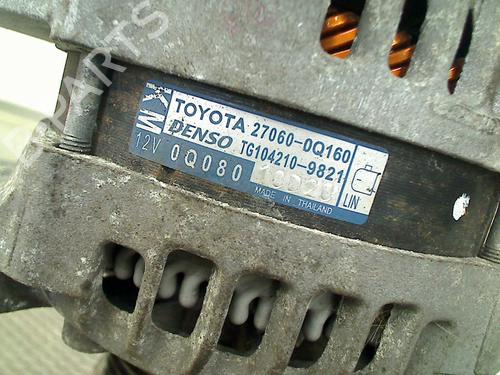 TOYOTA 27060-0Q160
DENSO TG104210-9821
12V 0Q080
LIN
MADE IN THAILAND